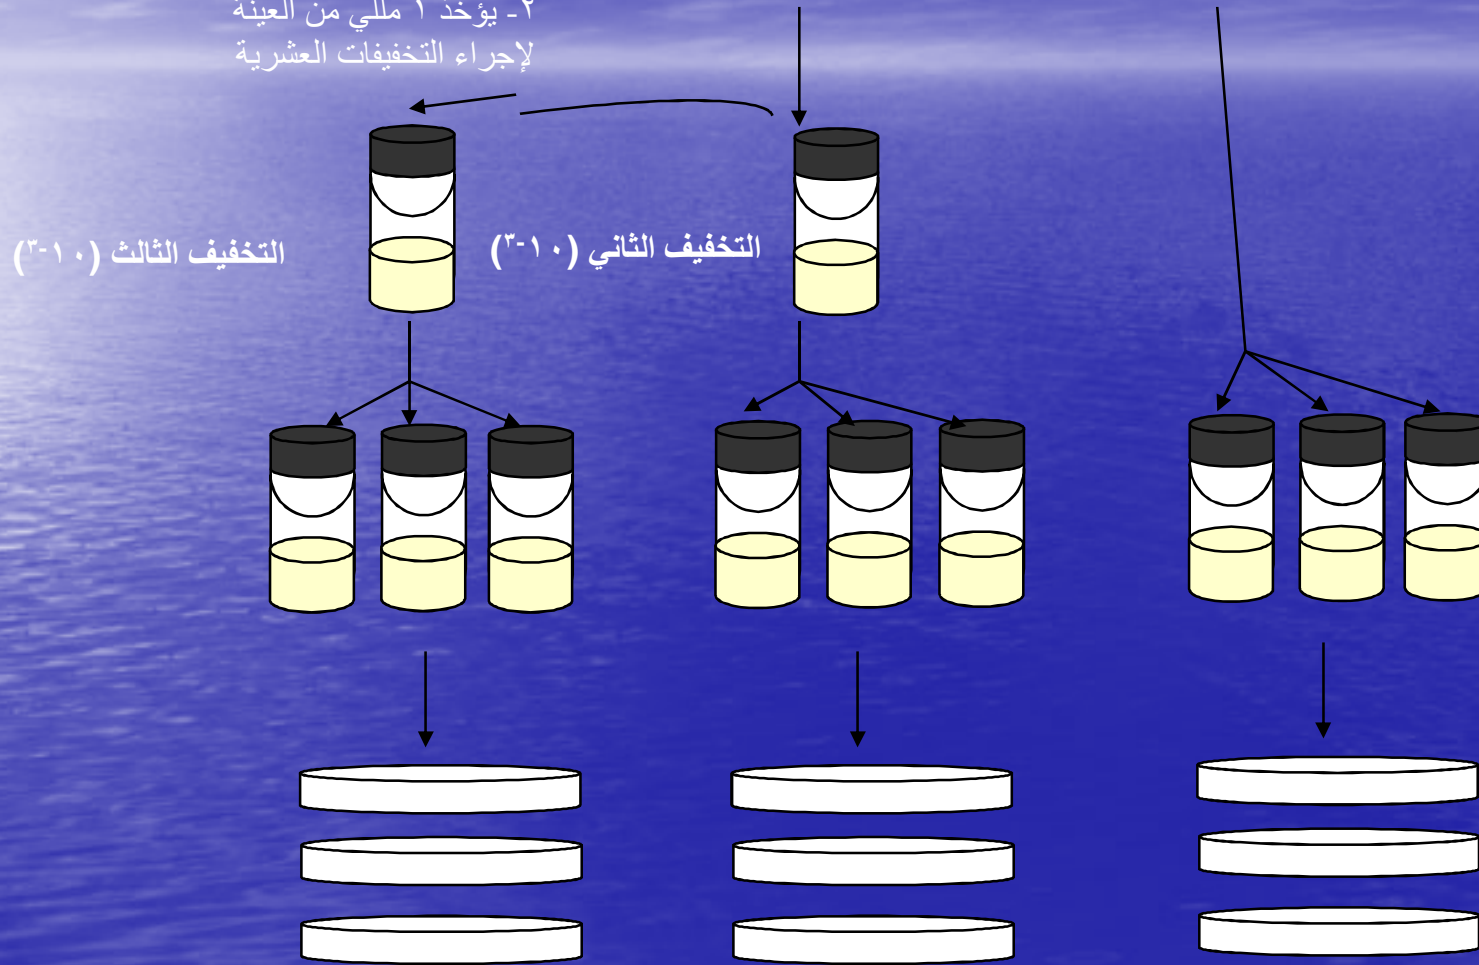 ٢- يؤخذ ١ مللي من العينة
لإجراء التخفيفات العشرية
التخفيف الثاني (١٠-٣)
التخفيف الثالث (١٠-٣)